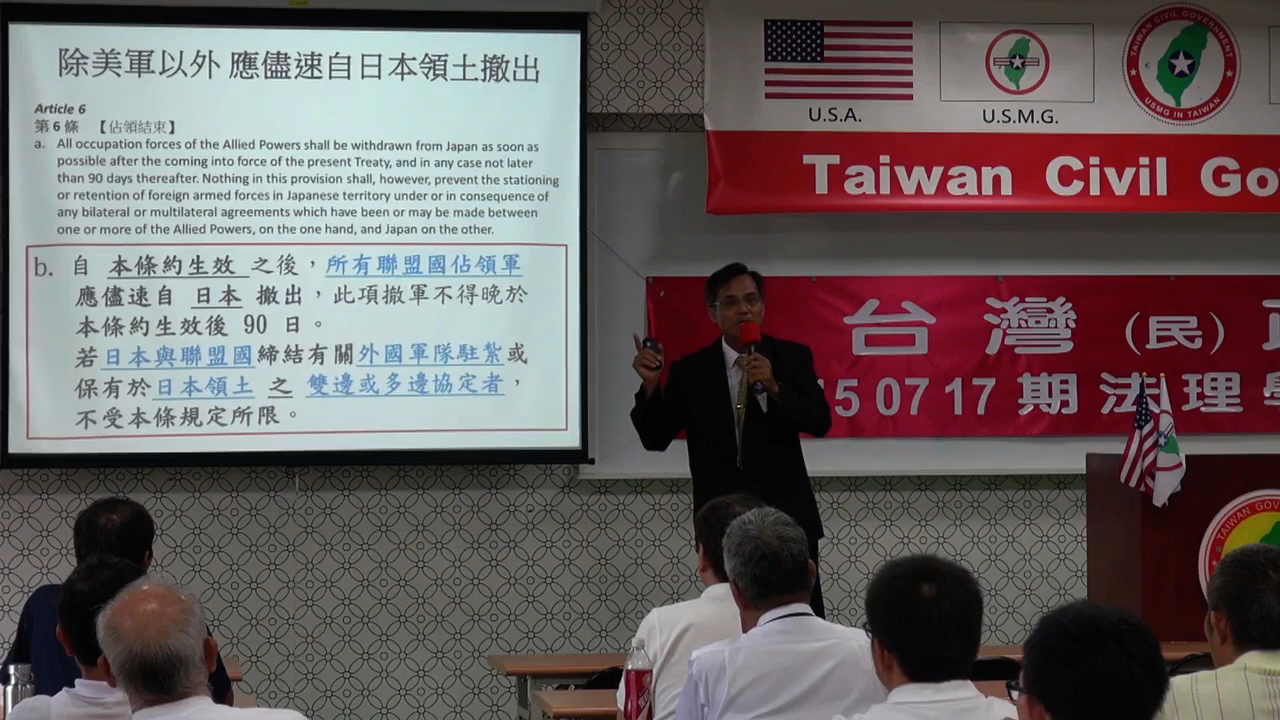 除美軍以外 應儘速自日本領土撤出
Article 6
第6條 【佔領結束】
a. All occupation forces of the Allied Powers shall be withdrawn from Japan as soon as
possible after the coming into force of the present Treaty, and in any case not later
than 90 days thereafter. Nothing in this provision shall, however, prevent the stationing
or retention of foreign armed forces in Japanese territory under or in consequence of
any bilateral or multilateral agreements which have been or may be made between
one or more of the Allied Powers, on the one hand, and Japan on the other.
b. 自 本條約生效 之後，所有聯盟國佔領軍
應儘速自 日本 撤出，此項撤軍不得晚於
本條約生效後 90 日。
若日本與聯盟國締結有關外國軍隊駐紮或
保有於日本領土 之 雙邊或多邊協定者，
不受本條規定所限。
U.S.A.
U.S.M.G.
TAIWAN CIVIL GOVERNMENT
USMG IN TAIWAN
Taiwan Civil Go
台灣（民）
15 07 17 期 法理學
TAIWAN GOV